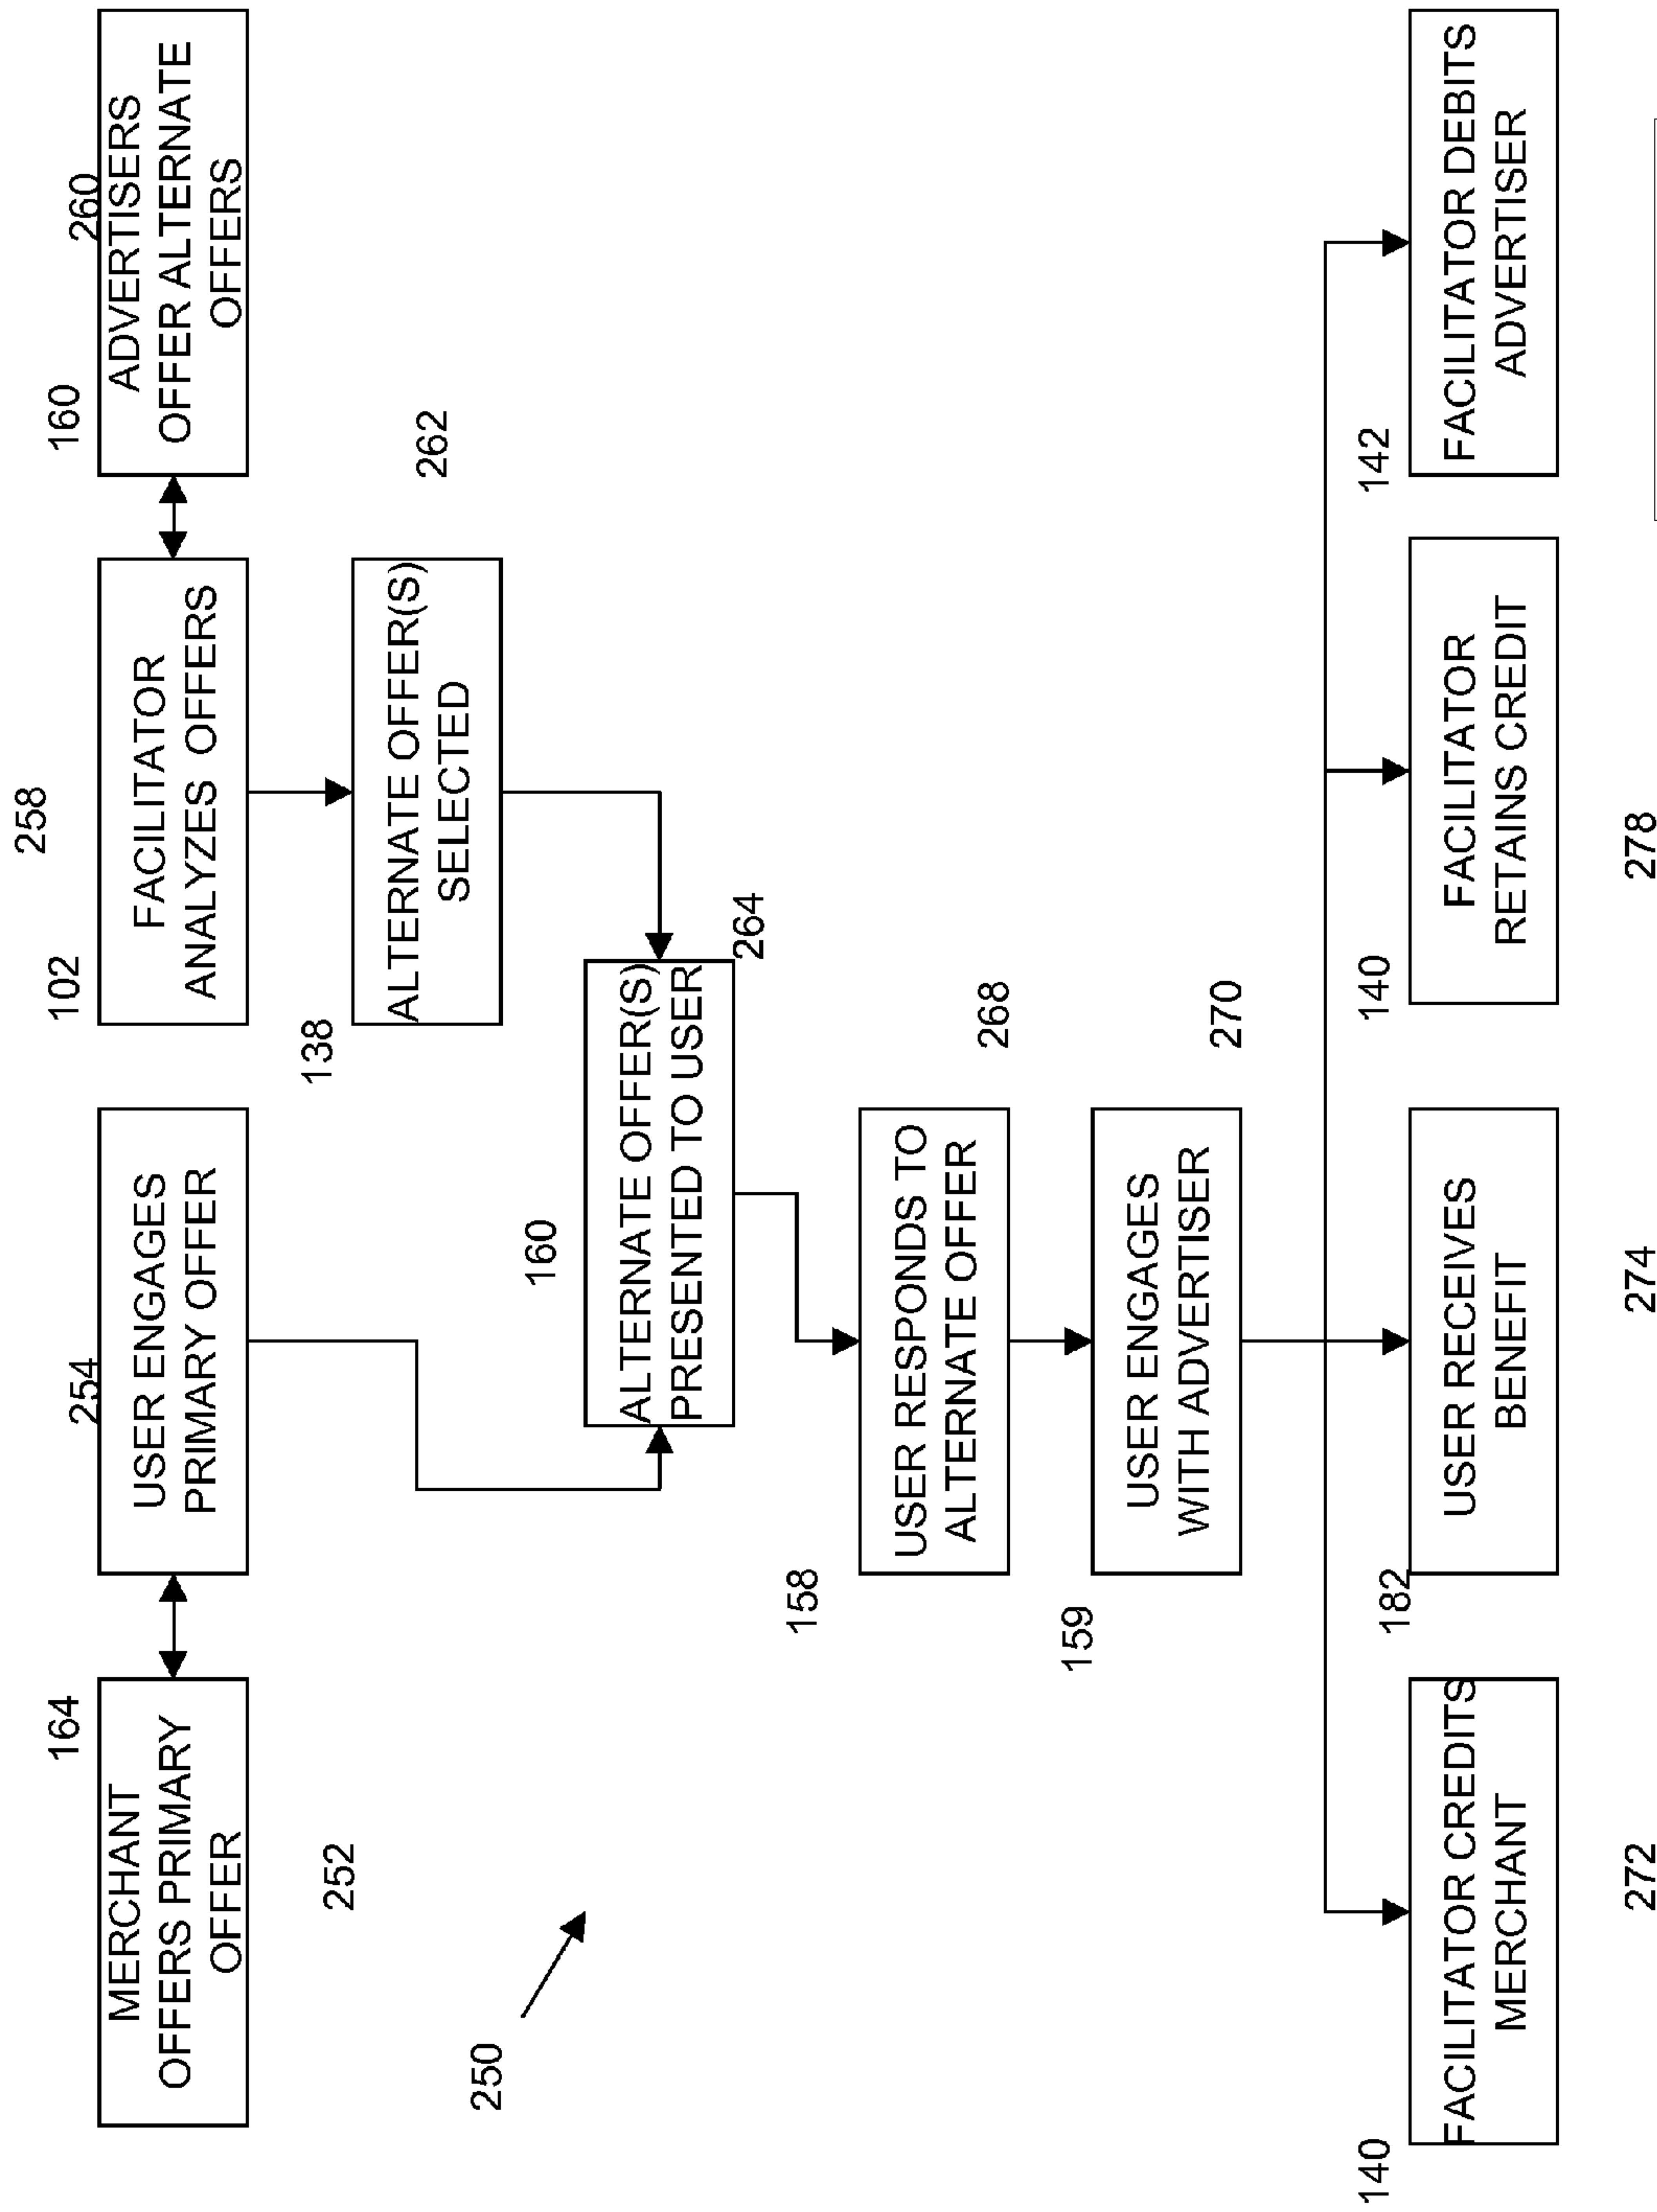 164
MERCHANT
OFFERS PRIMARY
OFFER
252
254
USER ENGAGES
PRIMARY OFFER
102
258
FACILITATOR
ANALYZES OFFERS
160
260
ADVERTISERS
OFFER ALTERNATE
OFFERS
138
262
ALTERNATE OFFER(S)
SELECTED
250
160
ALTERNATE OFFER(S)
PRESENTED TO USER
264
158
USER RESPONDS TO
ALTERNATE OFFER
268
159
USER ENGAGES
WITH ADVERTISER
270
140
FACILITATOR CREDITS
MERCHANT
272
182
USER RECEIVES
BENEFIT
274
140
FACILITATOR
RETAINS CREDIT
278
142
FACILITATOR DEBITS
ADVERTISER